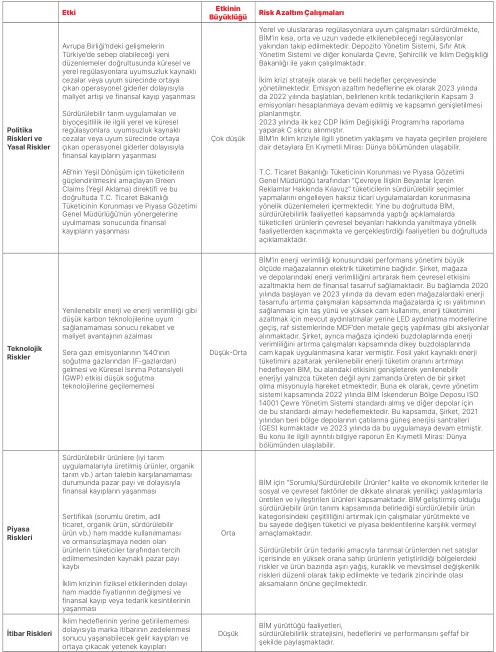 Etki
Etkinin
Büyüklüğü
Risk Azaltım Çalışmaları
Politika
Riskleri ve
Yasal Riskler
Avrupa Birliği'ndeki gelişmelerin
Türkiye'de sebep olabileceği yeni
düzenlemeler doğrultusunda küresel ve
yerel regülasyonlara uyumsuzluk kaynaklı
cezalar veya uyum sürecinde ortaya
çıkan operasyonel giderler dolayısıyla
maliyet artışı ve finansal kayıp yaşanması
Sürdürülebilir tarım uygulamaları ve
biyoçeşitlilik ile ilgili yerel ve küresel
regülasyonlara uyumsuzluk kaynaklı
cezalar veya uyum sürecinde ortaya
çıkan operasyonel giderler dolayısıyla
finansal kayıpların yaşanması
AB'nin Yeşil Dönüşüm için tüketicilerin
güçlendirilmesini amaçlayan Green
Claims (Yeşil Aklama) direktifi ve bu
doğrultuda T.C. Ticaret Bakanlığı
Tüketicinin Korunması ve Piyasa Gözetimi
Genel Müdürlüğü'nün yönergelerine
uyulmaması sonucunda finansal
kayıpların yaşanması
Çok düşük
Yerel ve uluslararası regülasyonlara uyum çalışmaları sürdürülmekte,
BİM'in kısa, orta ve uzun vadede etkilenebileceği regülasyonlar
yakından takip edilmektedir. Depozito Yönetim Sistemi, Sıfır Atık
Yönetim Sistemi ve diğer konularda Çevre, Şehircilik ve İklim Değişikliği
Bakanlığı ile yakın çalışılmaktadır.
İklim krizi stratejik olarak ve belli hedefler çerçevesinde
yönetilmektedir. Emisyon azaltım hedeflerine ek olarak 2023 yılında
da 2022 yılında başlatılan, belirlenen kritik tedarikçilerin Kapsam 3
emisyonları hesaplanmaya devam edilmiş ve kapsamın genişletilmesi
planlanmıştır.
2023 yılında ilk kez CDP İklim Değişikliği Programı'na raporlama
yaparak C skoru alınmıştır.
BİM'in iklim kriziyle ilgili yönetim yaklaşımı ve hayata geçirilen projelere
dair detaylara En Kıymetli Miras: Dünya bölümünden ulaşabilir.
T.C. Ticaret Bakanlığı Tüketicinin Korunması ve Piyasa Gözetimi
Genel Müdürlüğü tarafından "Çevreye İlişkin Beyanlar İçeren
Reklamlar Hakkında Kılavuz" tüketicilerin sürdürülebilir seçimler
yapmalarını engelleyen haksız ticari uygulamalardan korunmasına
yönelik düzenlemeleri içermektedir. Yine bu doğrultuda BİM,
sürdürülebilirlik faaliyetleri kapsamında yaptığı açıklamalarda
tüketicileri ürünlerin çevresel beyanları hakkında yanıltmaya yönelik
faaliyetlerden kaçınmakta ve gerçekleştirdiği faaliyetleri bu doğrultuda
açıklamaktadır.
Teknolojik
Riskler
Yenilenebilir enerji ve enerji verimliliği gibi
düşük karbon teknolojilerine uyum
sağlanamaması sonucu rekabet ve
maliyet avantajının azalması
Sera gazı emisyonlarının %40'ının
soğutma gazlarından (F-gazlardan)
gelmesi ve Küresel Isınma Potansiyeli
(GWP) etkisi düşük soğutma
teknolojilerine geçilememesi
Düşük-Orta
BİM'in enerji verimliliği konusundaki performans yönetimi büyük
ölçüde mağazalarının elektrik tüketimine bağlıdır. Şirket, mağaza
ve depolarındaki enerji verimliliğini artırarak hem çevresel etkisini
azaltmakta hem de finansal tasarruf sağlamaktadır. Bu bağlamda 2020
yılında başlayan ve 2023 yılında da devam eden mağazalardaki enerji
tasarrufu artırma çalışmaları kapsamında mağazalarda iç ısı yalıtımının
sağlanması için taş yünü ve yüksek cam kullanımı, enerji tüketimini
azaltmak için mevcut aydınlatmalar yerine LED aydınlatma modellerine
geçiş, raf sistemlerinde MDF'den metale geçiş yapılması gibi aksiyonlar
alınmaktadır. Şirket, ayrıca mağaza içindeki buzdolaplarında enerji
verimliliğini artırma çalışmaları kapsamında dikey buzdolaplarında
cam kapak uygulanmasına karar vermiştir. Fosil yakıt kaynaklı enerji
tüketimini azaltarak yenilenebilir enerji tüketim oranını artırmayı
hedefleyen BİM, bu alandaki etkisini genişleterek yenilenebilir
enerjiyi yalnızca tüketen değil aynı zamanda üreten de bir şirket
olma misyonuyla hareket etmektedir. Buna ek olarak, çevre yönetim
sistemi kapsamında 2022 yılında BİM İskenderun Bölge Deposu ISO
14001 Çevre Yönetim Sistemi standardı almış ve diğer depolar için
de bu standardı almayı hedeflemektedir. Bu kapsamda, Şirket, 2021
yılından beri bölge depolarının çatılarına güneş enerjisi santralleri
(GES) kurmaktadır ve 2023 yılında da bu uygulamaya devam etmiştir.
Bu konu ile ilgili ayrıntılı bilgiye raporun En Kıymetli Miras: Dünya
bölümünden ulaşılabilir.
Piyasa
Riskleri
Sürdürülebilir ürünlere (iyi tarım
uygulamalarıyla üretilmiş ürünler, organik
tarım vb.) artan talebin karşılanamaması
durumunda pazar payı ve dolayısıyla
finansal kayıpların yaşanması
Sertifikalı (sorumlu üretim, adil
ticaret, organik ürün, sürdürülebilir
ürün vb.) ham madde kullanılmaması
ve ormansızlaşmaya neden olan
ürünlerin tüketiciler tarafından tercih
edilmemesinden kaynaklı pazar payı
kaybı
İklim krizinin fiziksel etkilerinden dolayı
ham madde fiyatlarının değişmesi ve
finansal kayıp veya tedarik kesintilerinin
yaşanması
Orta
BİM için "Sorumlu/Sürdürülebilir Ürünler" kalite ve ekonomik kriterler ile
sosyal ve çevresel faktörler de dikkate alınarak yenilikçi yaklaşımlarla
üretilen ve iyileştirilen ürünleri kapsamaktadır. BİM geliştirmiş olduğu
sürdürülebilir ürün tanımı kapsamında belirlediği sürdürülebilir ürün
kategorisindeki çeşitliliğini artırmak için çalışmalar yürütmekte ve
bu sayede değişen tüketici ve piyasa beklentilerine karşılık vermeyi
amaçlamaktadır.
Sürdürülebilir ürün tedariki amacıyla tarımsal ürünlerden net satışlar
içerisinde en yüksek orana sahip ürünlerin yetiştirildiği bölgelerdeki
riskler ve ürün bazında aşırı yağış, kuraklık ve mevsimsel değişkenlik
riskleri düzenli olarak takip edilmekte ve tedarik zincirinde olası
aksamaların önüne geçilmektedir.
İtibar Riskleri
İklim hedeflerinin yerine getirilememesi
dolayısıyla marka itibarının zedelenmesi
sonucu yaşanabilecek gelir kayıpları ve
ortaya çıkacak yetenek kayıpları
Düşük
BİM yürüttüğü faaliyetleri,
sürdürülebilirlik stratejisini, hedeflerini ve performansını şeffaf bir
şekilde paylaşmaktadır.